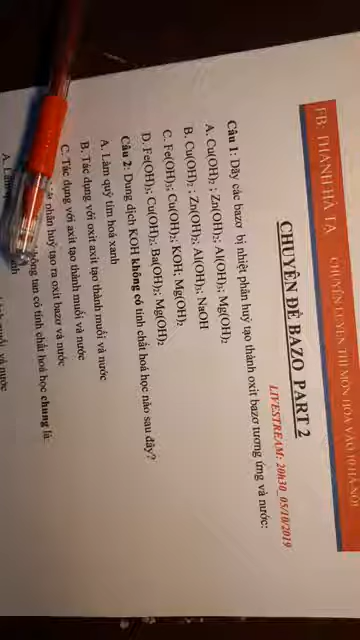 FB: THANH HÀ TẠ CHUYÊN LUYỆN THI MÔN HÓA VÀO 10 HÀ NỘI
CHUYÊN ĐỀ BAZO PART 2
LIVESTREAM: 20h30_05/10/2019
Câu 1: Dãy các bazơ bị nhiệt phân huỷ tạo thành oxit bazơ tương ứng và nước:
A. Cu(OH)₂ ; Zn(OH)₂; Al(OH)₃; Mg(OH)₂
B. Cu(OH)₂ ; Zn(OH)₂; Al(OH)₃; NaOH
C. Fe(OH)₃; Cu(OH)₂; KOH; Mg(OH)₂
D. Fe(OH)₃; Cu(OH)₂; Ba(OH)₂; Mg(OH)₂
Câu 2: Dung dịch KOH không có tính chất hoá học nào sau đây?
A. Làm quỳ tím hoá xanh
B. Tác dụng với oxit axit tạo thành muối và nước
C. Tác dụng với axit tạo thành muối và nước
phân huỷ tạo ra oxit bazơ và nước
tan có tính chất hoá học chung là:
A. Làm
muối và nước